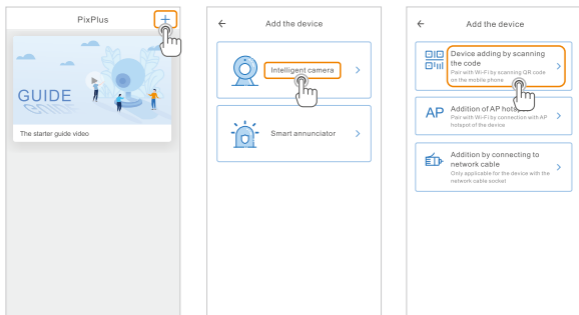 PixPlus
GUIDE
The starter guide video
Add the device
Intelligent camera
Smart annunciator
Add the device
Device adding by scanning
the code
Pair with Wi-Fi by scanning QR code
on the mobile phone
AP
Addition of AP
Pair with Wi-Fi by connection with AP
hotspot of the device
Addition by connecting to
network cable
Only applicable for the device with the
network cable socket